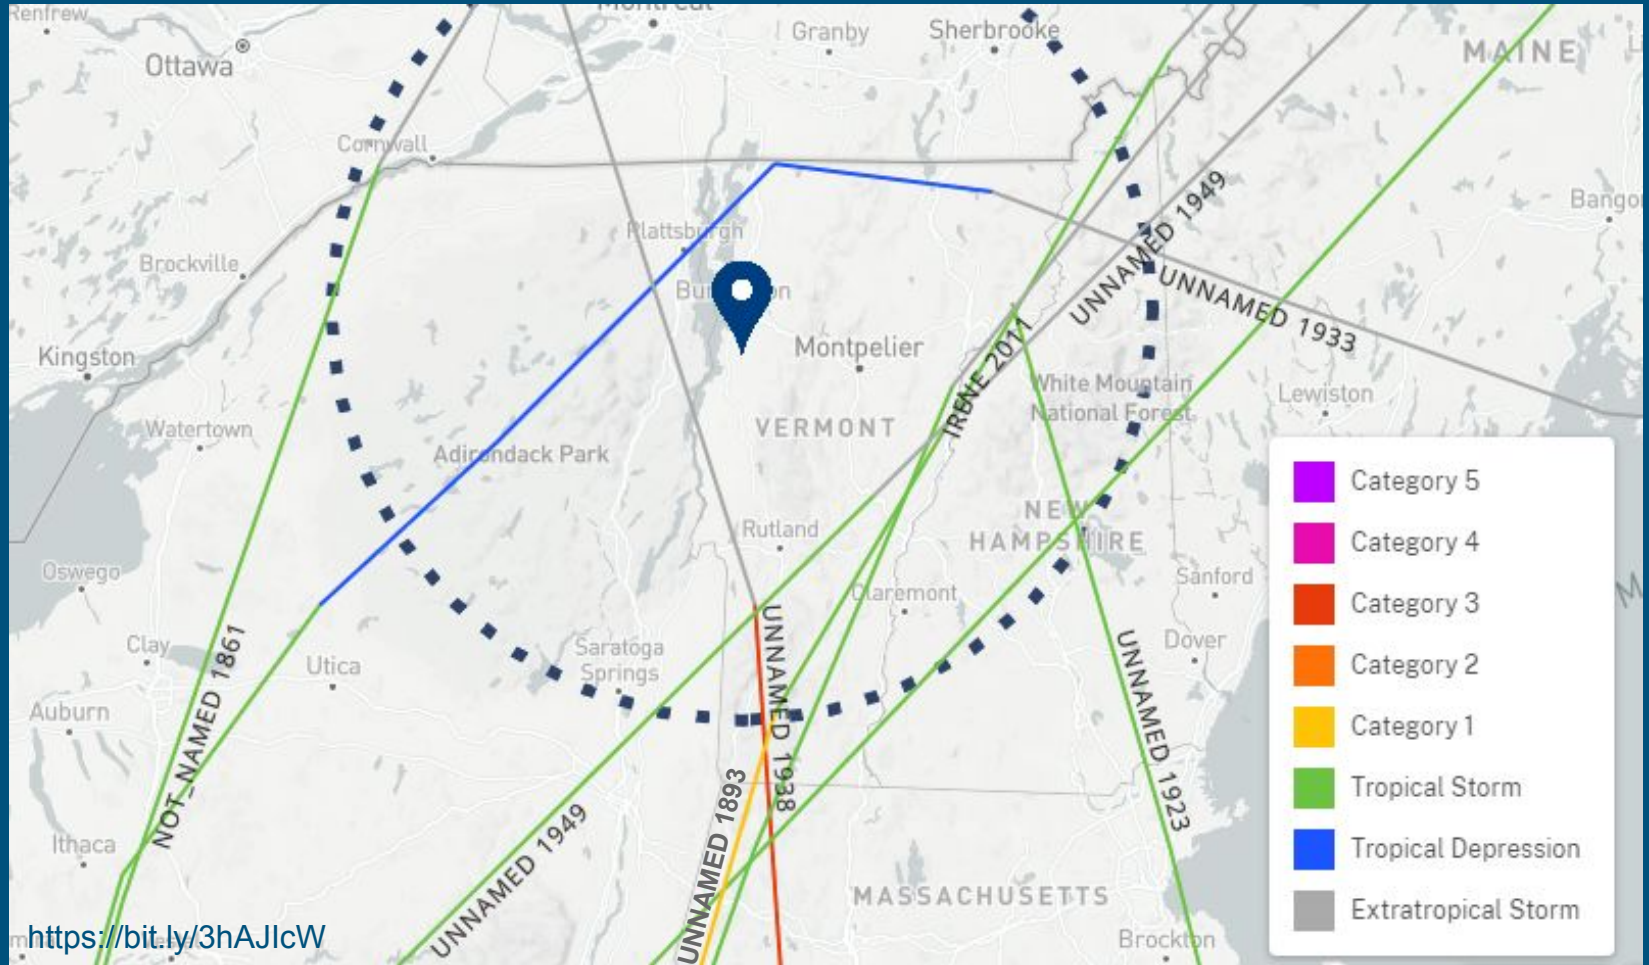 Renfrew
Montreal
Granby
Sherbrooke
MAINE
Ottawa
Cornwall
Plattsburgh
Brockville
UNNAMED 1949
UNNAMED 1933
Kingston
Montpelier
IRENE 2011
White Mountain
National Forest
Lewiston
Watertown
VERMONT
Adirondack Park
NEW
HAMPSHIRE
Rutland
Oswego
Claremont
Sanford
Clay
Utica
Saratoga
Springs
Dover
NOT_NAMED 1861
UNNAMED 1938
UNNAMED 1923
Auburn
UNNAMED 1893
Ithaca
UNNAMED 1949
MASSACHUSETTS
Brockton
https://bit.ly/3hAJIcW
Category 5
Category 4
Category 3
Category 2
Category 1
Tropical Storm
Tropical Depression
Extratropical Storm